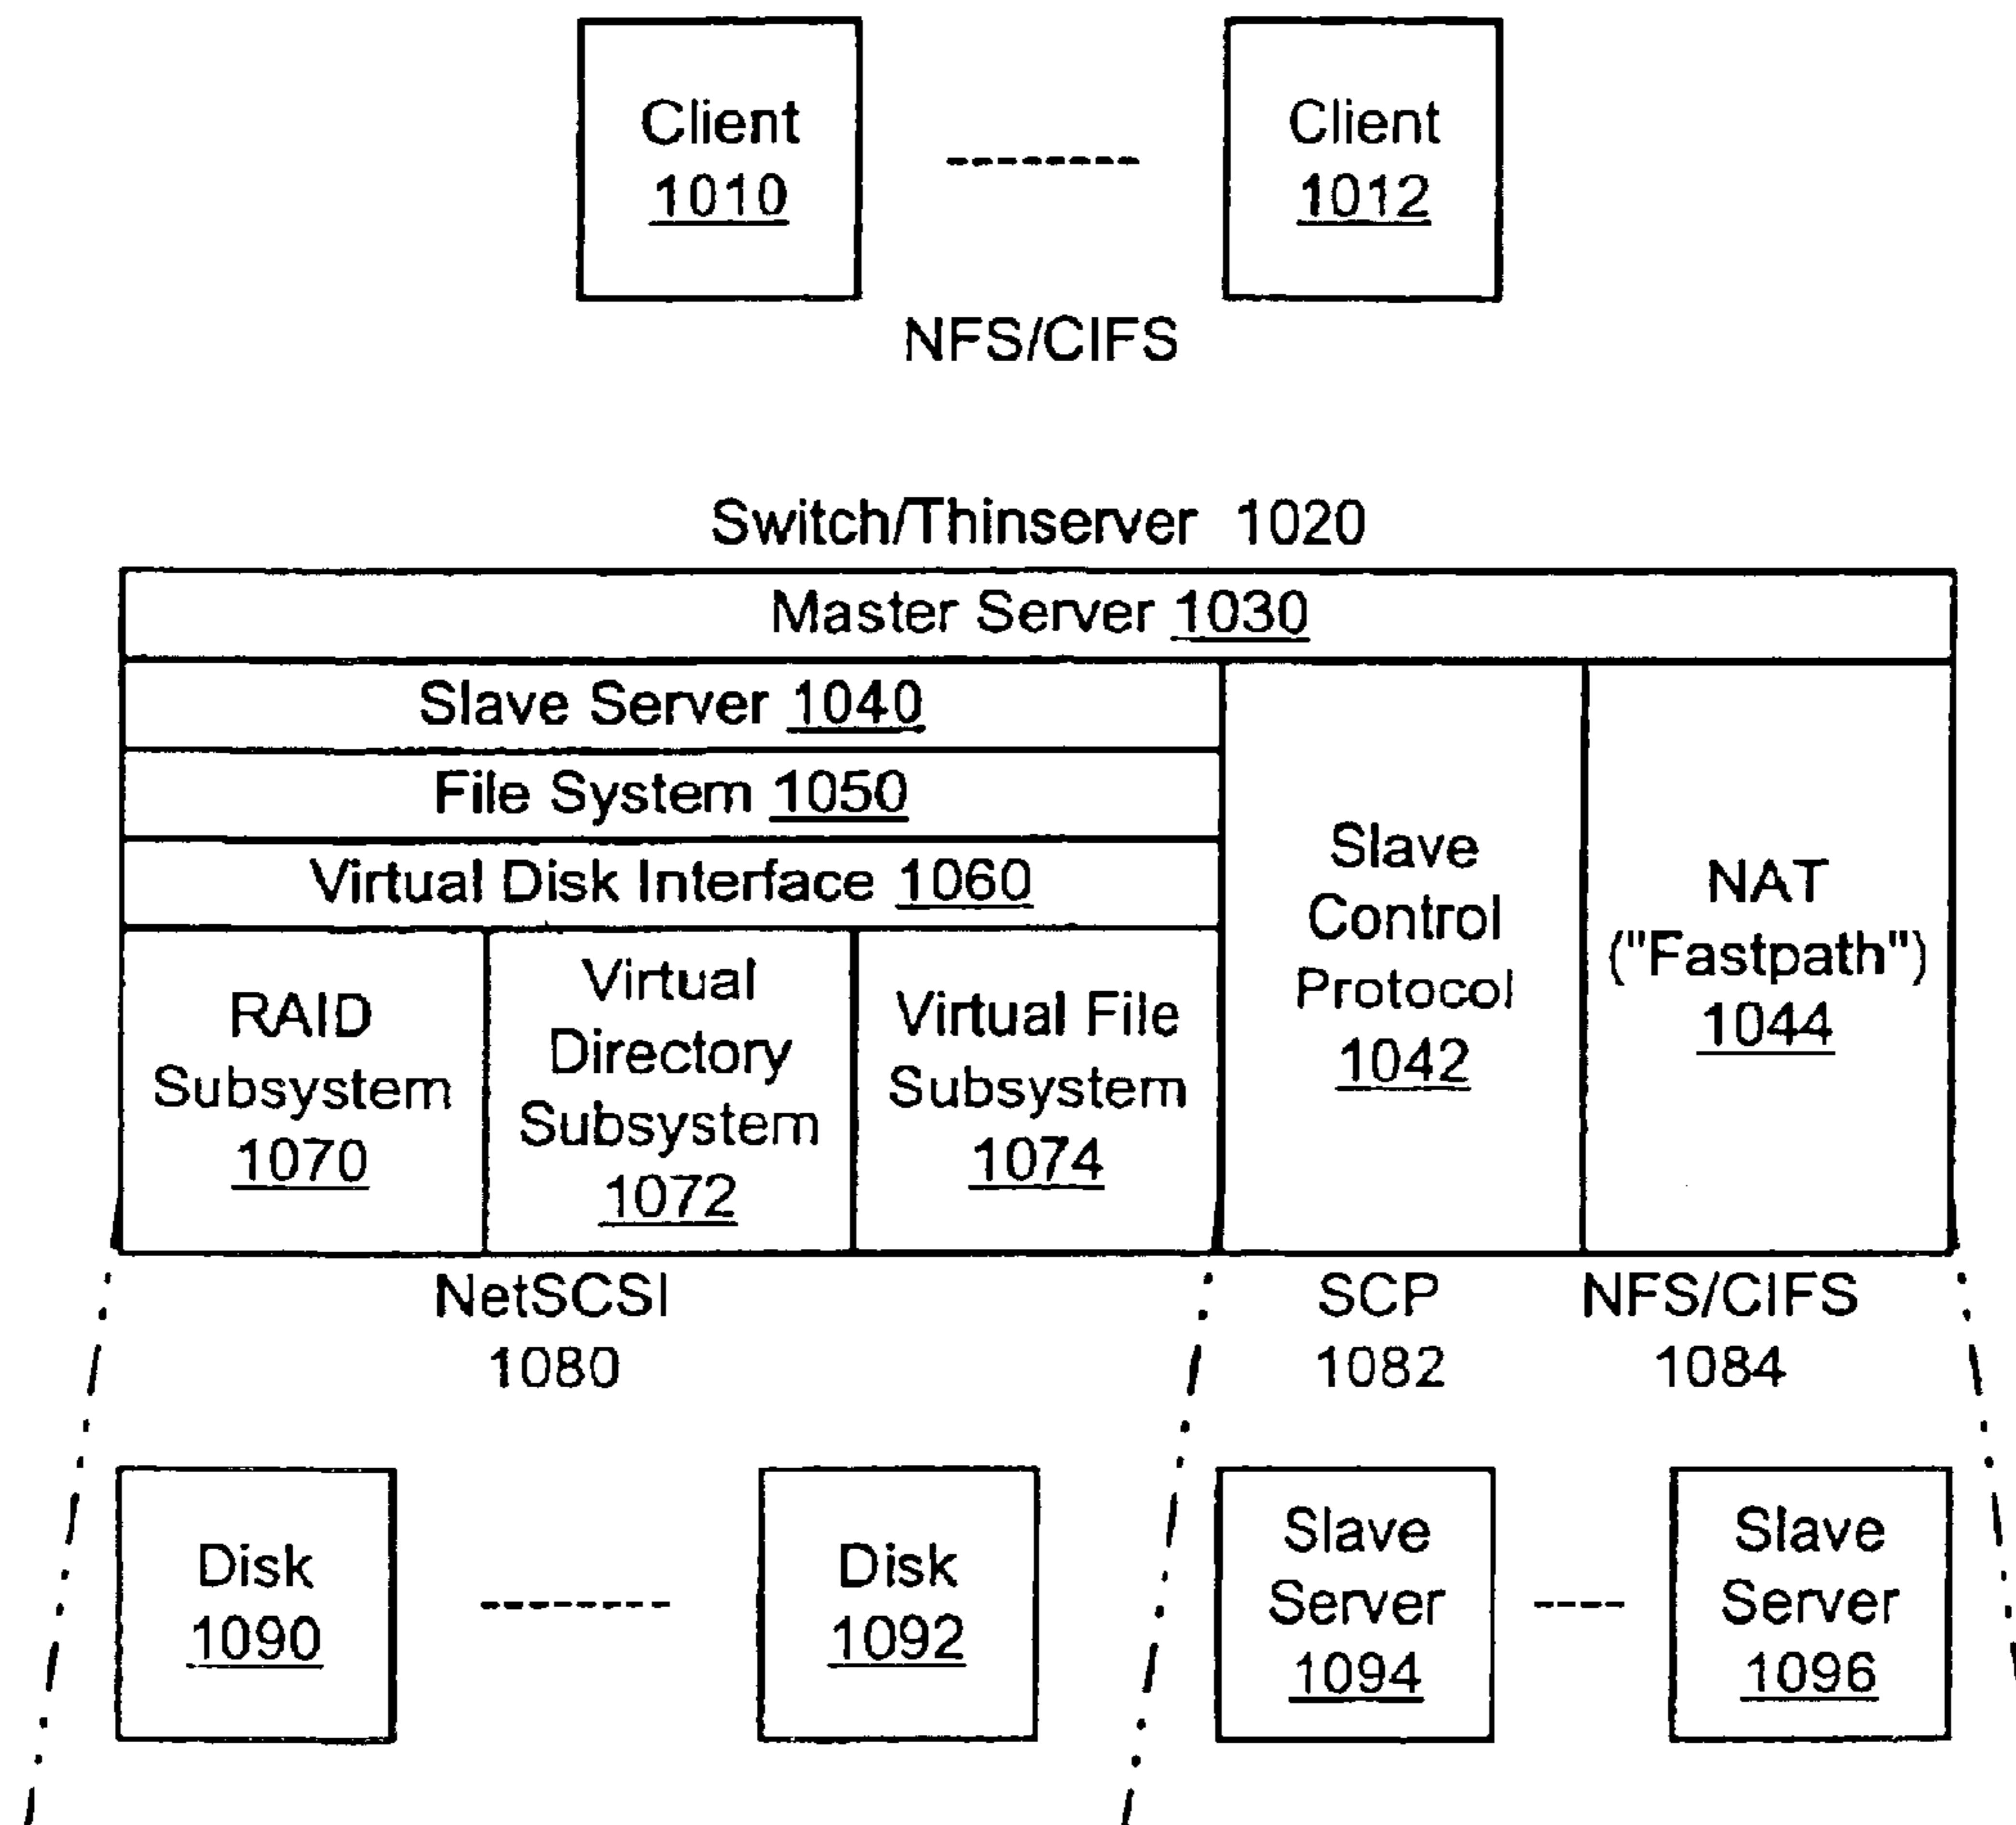 Client
1010
Client
1012
NFS/CIFS
Switch/Thinserver 1020
Master Server 1030
Slave Server 1040
File System 1050
Virtual Disk Interface 1060
RAID
Subsystem
1070
Virtual
Directory
Subsystem
1072
Virtual File
Subsystem
1074
Slave
Control
Protocol
1042
NAT
("Fastpath")
1044
NetSCSI
1080
SCP
1082
NFS/CIFS
1084
Disk
1090
Disk
1092
Slave
Server
1094
Slave
Server
1096